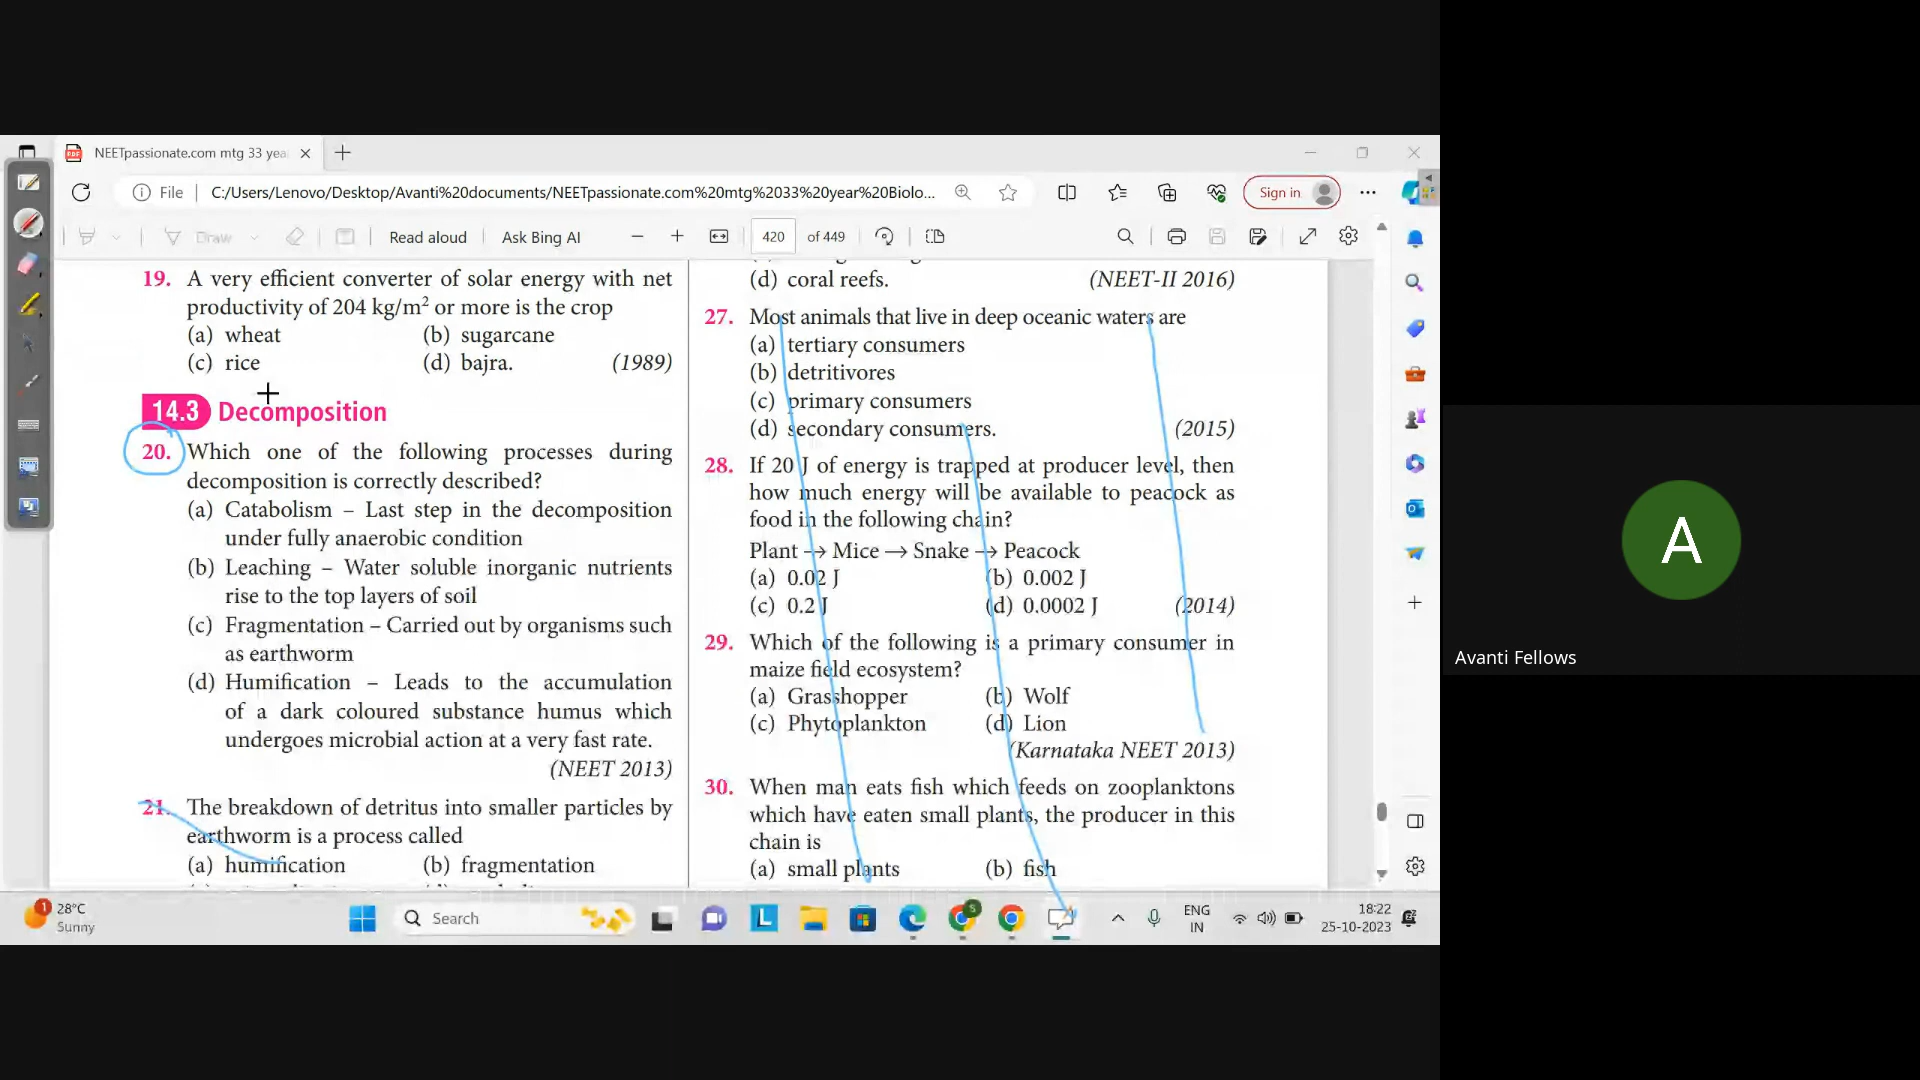 NEETpassionate.com mtg 33 yea
File
C:/Users/Lenovo/Desktop/Avanti%20documents/NEETpassionate.com%20mtg%2033%20year%20Biolo...
Sign in
Draw
Read aloud
Ask Bing AI
420 of 449
19. A very efficient converter of solar energy with net
productivity of 204 kg/m² or more is the crop
(a) wheat (b) sugarcane
(c) rice (d) bajra. (1989)
14.3 Decomposition
20. Which one of the following processes during
decomposition is correctly described?
(a) Catabolism – Last step in the decomposition
under fully anaerobic condition
(b) Leaching – Water soluble inorganic nutrients
rise to the top layers of soil
(c) Fragmentation – Carried out by organisms such
as earthworm
(d) Humification – Leads to the accumulation
of a dark coloured substance humus which
undergoes microbial action at a very fast rate.
(NEET 2013)
21. The breakdown of detritus into smaller particles by
earthworm is a process called
(a) humification (b) fragmentation
(d) coral reefs. (NEET-II 2016)
27. Most animals that live in deep oceanic waters are
(a) tertiary consumers
(b) detritivores
(c) primary consumers
(d) secondary consumers. (2015)
28. If 20 J of energy is trapped at producer level, then
how much energy will be available to peacock as
food in the following chain?
Plant → Mice → Snake → Peacock
(a) 0.02 J (b) 0.002 J
(c) 0.2 J (d) 0.0002 J (2014)
29. Which of the following is a primary consumer in
maize field ecosystem?
(a) Grasshopper (b) Wolf
(c) Phytoplankton (d) Lion
(Karnataka NEET 2013)
30. When man eats fish which feeds on zooplanktons
which have eaten small plants, the producer in this
chain is
(a) small plants (b) fish
A
Avanti Fellows
1
28°C
Sunny
Search
L
S
ENG
IN
18:22
25-10-2023